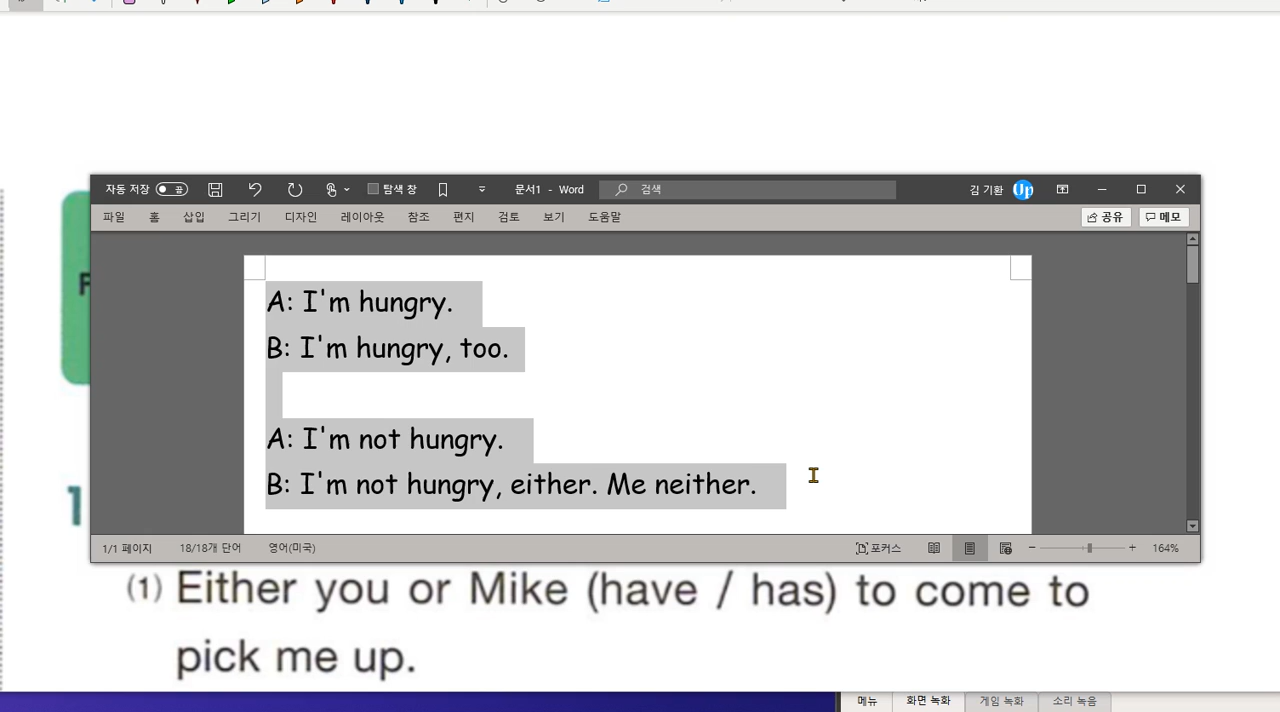 자동 저장 끔 탐색 창 문서1 - Word 검색 김 기환 Up
파일 홈 삽입 그리기 디자인 레이아웃 참조 편지 검토 보기 도움말 공유 메모
A: I'm hungry.
B: I'm hungry, too.
A: I'm not hungry.
B: I'm not hungry, either. Me neither.
1/1 페이지 18/18개 단어 영어(미국) 포커스 164%
1
(1) Either you or Mike (have / has) to come to
pick me up.
메뉴 화면 녹화 게임 녹화 소리 녹음